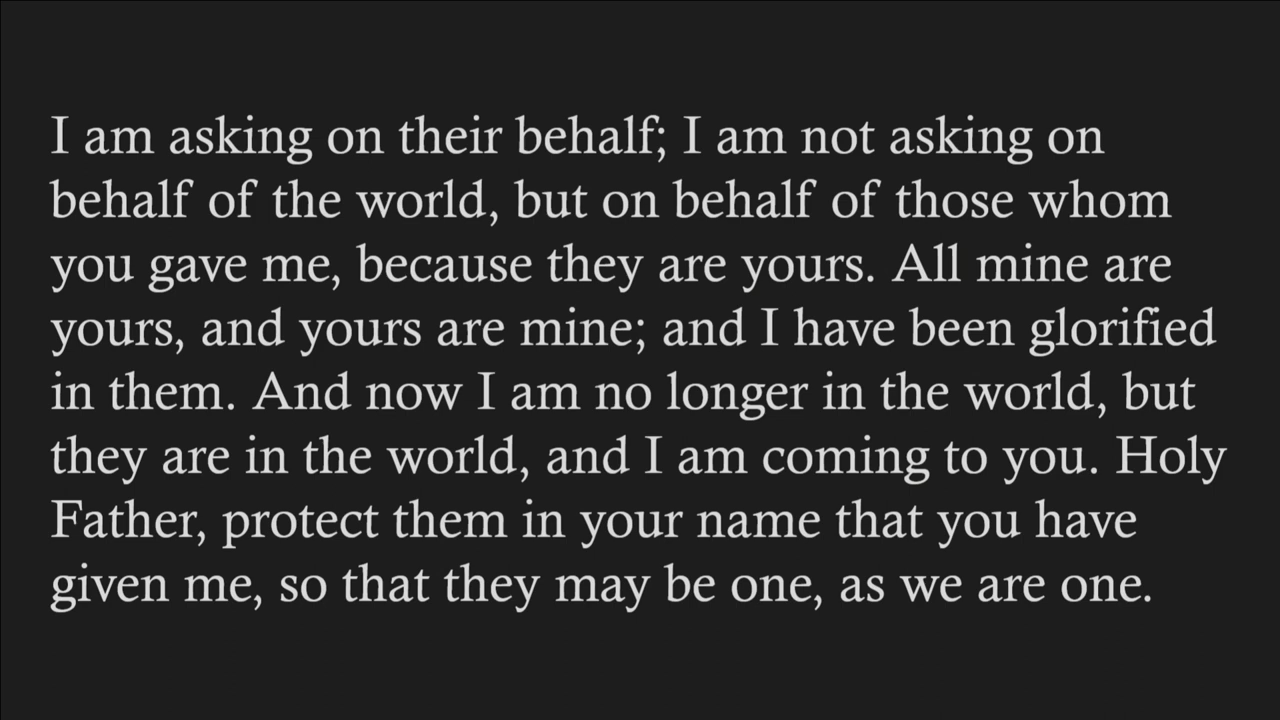 I am asking on their behalf; I am not asking on
behalf of the world, but on behalf of those whom
you gave me, because they are yours. All mine are
yours, and yours are mine; and I have been glorified
in them. And now I am no longer in the world, but
they are in the world, and I am coming to you. Holy
Father, protect them in your name that you have
given me, so that they may be one, as we are one.